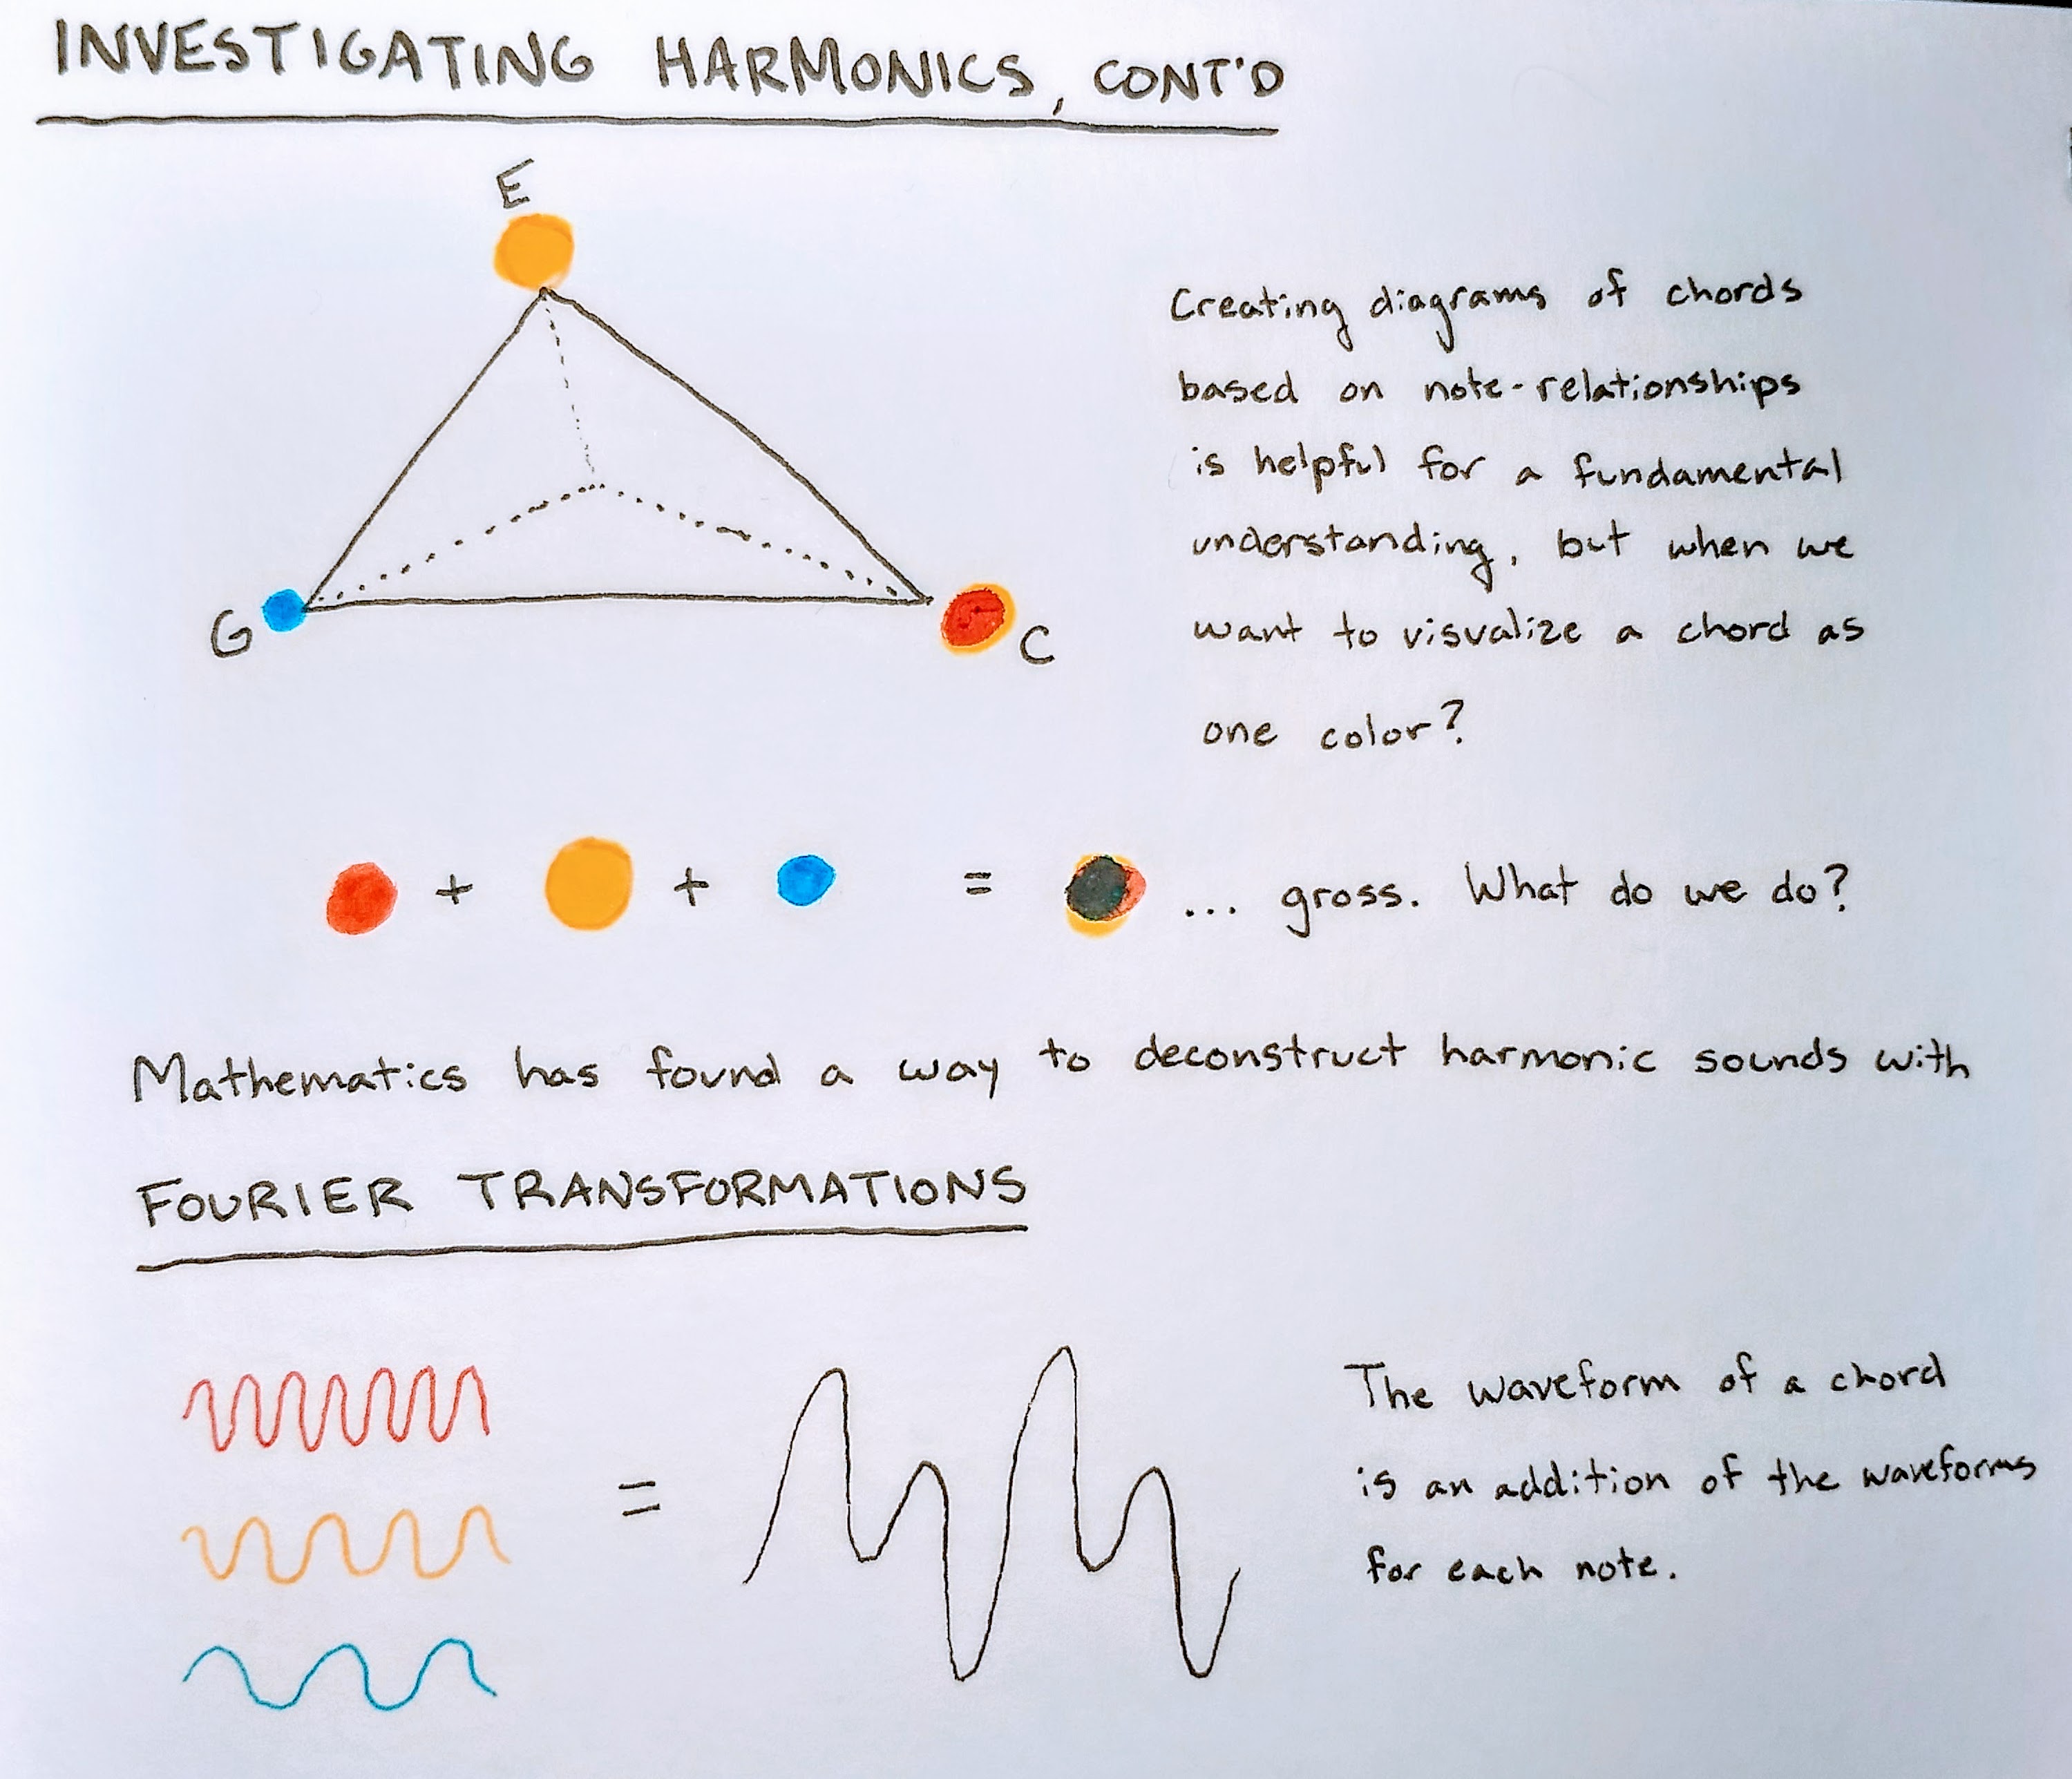 INVESTIGATING HARMONICS, CONT'D
E
G
C
Creating diagrams of chords
based on note-relationships
is helpful for a fundamental
understanding, but when we
want to visualize a chord as
one color?
+ + = ... gross. What do we do?
Mathematics has found a way to deconstruct harmonic sounds with
FOURIER TRANSFORMATIONS
=
The waveform of a chord
is an addition of the waveforms
for each note.